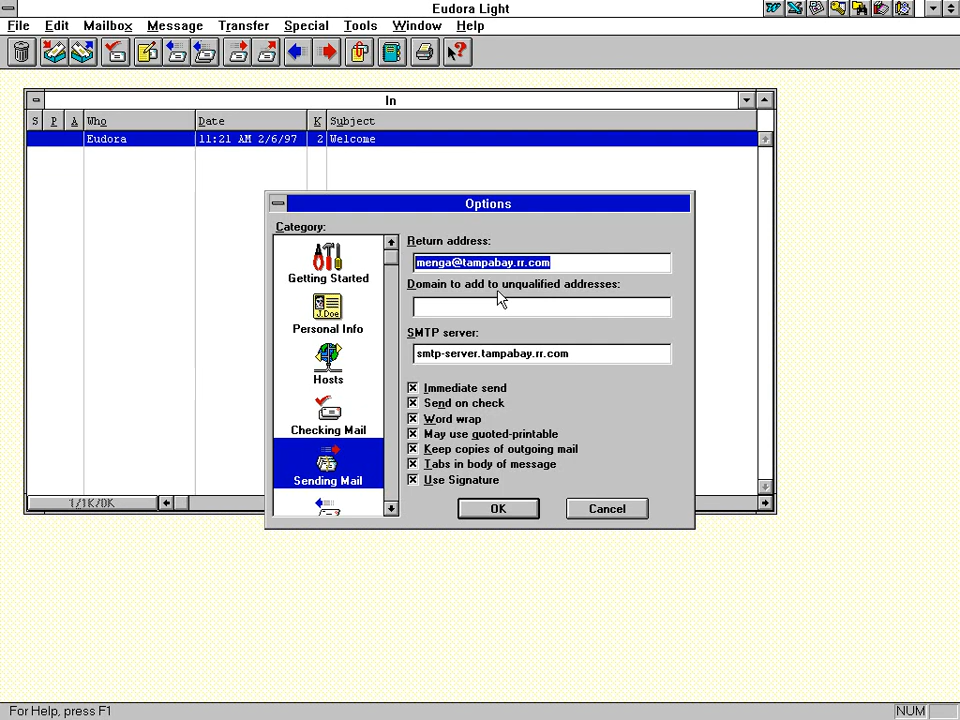 Eudora Light
File Edit Mailbox Message Transfer Special Tools Window Help
In
S P A Who Date K Subject
Eudora 11:21 AM 2/6/97 2 Welcome
Options
Category:
Getting Started
J.Doe
Personal Info
Hosts
Checking Mail
Sending Mail
Return address:
menga@tampabay.rr.com
Domain to add to unqualified addresses:
SMTP server:
smtp-server.tampabay.rr.com
Immediate send
Send on check
Word wrap
May use quoted-printable
Keep copies of outgoing mail
Tabs in body of message
Use Signature
OK Cancel
1/1K/0K
For Help, press F1 NUM